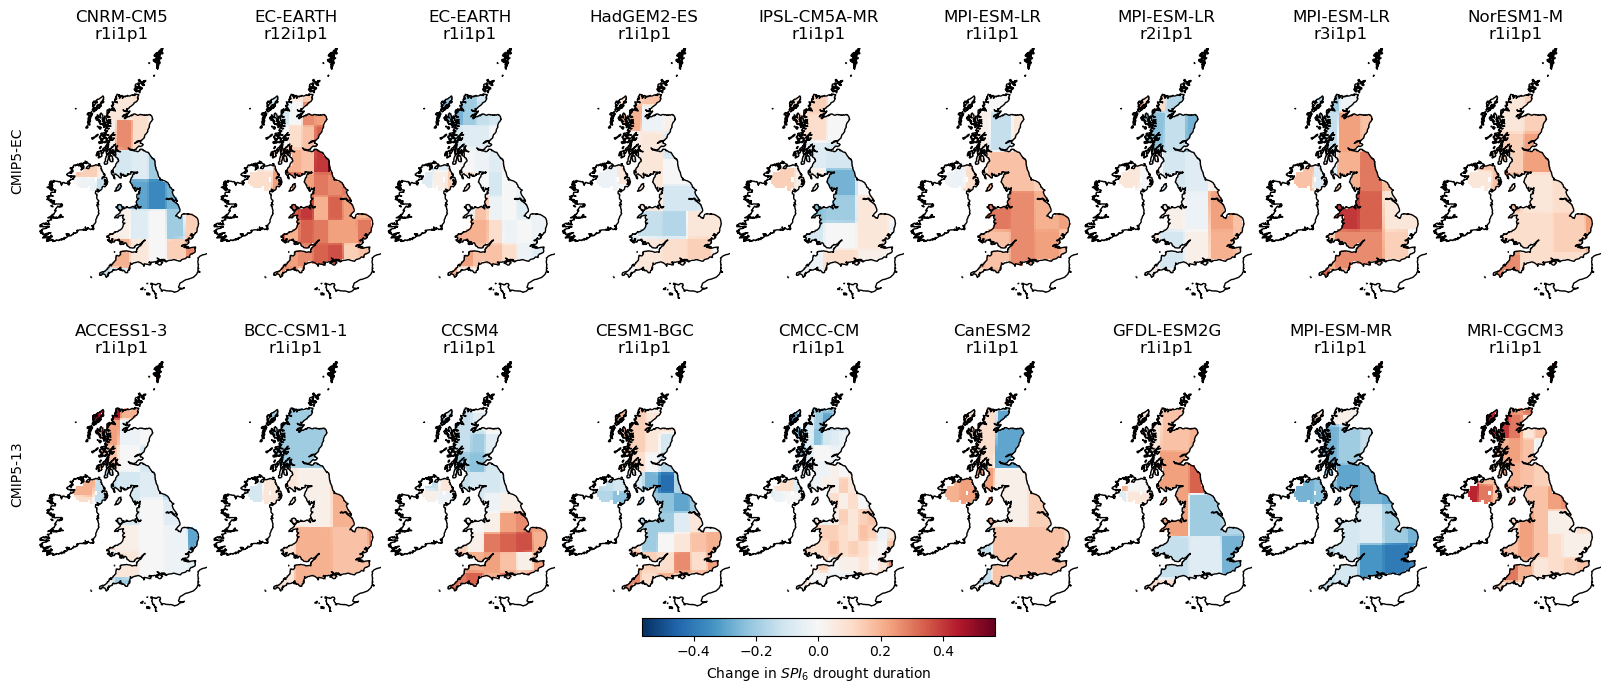 CNRM-CM5 EC-EARTH EC-EARTH HadGEM2-ES IPSL-CM5A-MR MPI-ESM-LR MPI-ESM-LR MPI-ESM-LR NorESM1-M
r1i1p1 r12i1p1 r1i1p1 r1i1p1 r1i1p1 r1i1p1 r2i1p1 r3i1p1 r1i1p1
CMIP5-EC
ACCESS1-3 BCC-CSM1-1 CCSM4 CESM1-BGC CMCC-CM CanESM2 GFDL-ESM2G MPI-ESM-MR MRI-CGCM3
r1i1p1 r1i1p1 r1i1p1 r1i1p1 r1i1p1 r1i1p1 r1i1p1 r1i1p1 r1i1p1
CMIP5-13
−0.4 −0.2 0.0 0.2 0.4
Change in SPI₆ drought duration